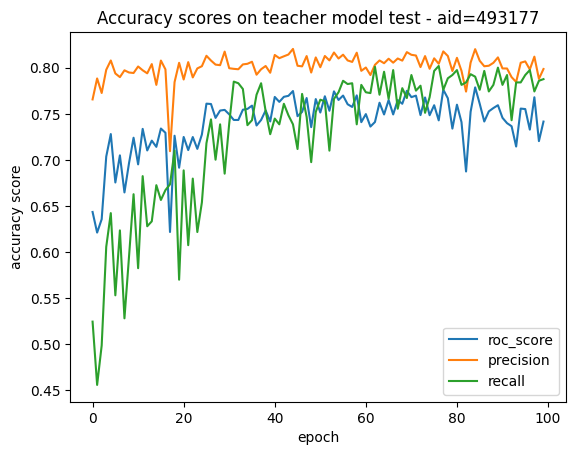 Accuracy scores on teacher model test - aid=493177
accuracy score
0.80
0.75
0.70
0.65
0.60
0.55
0.50
0.45
0
20
40
60
80
100
epoch
roc_score
precision
recall